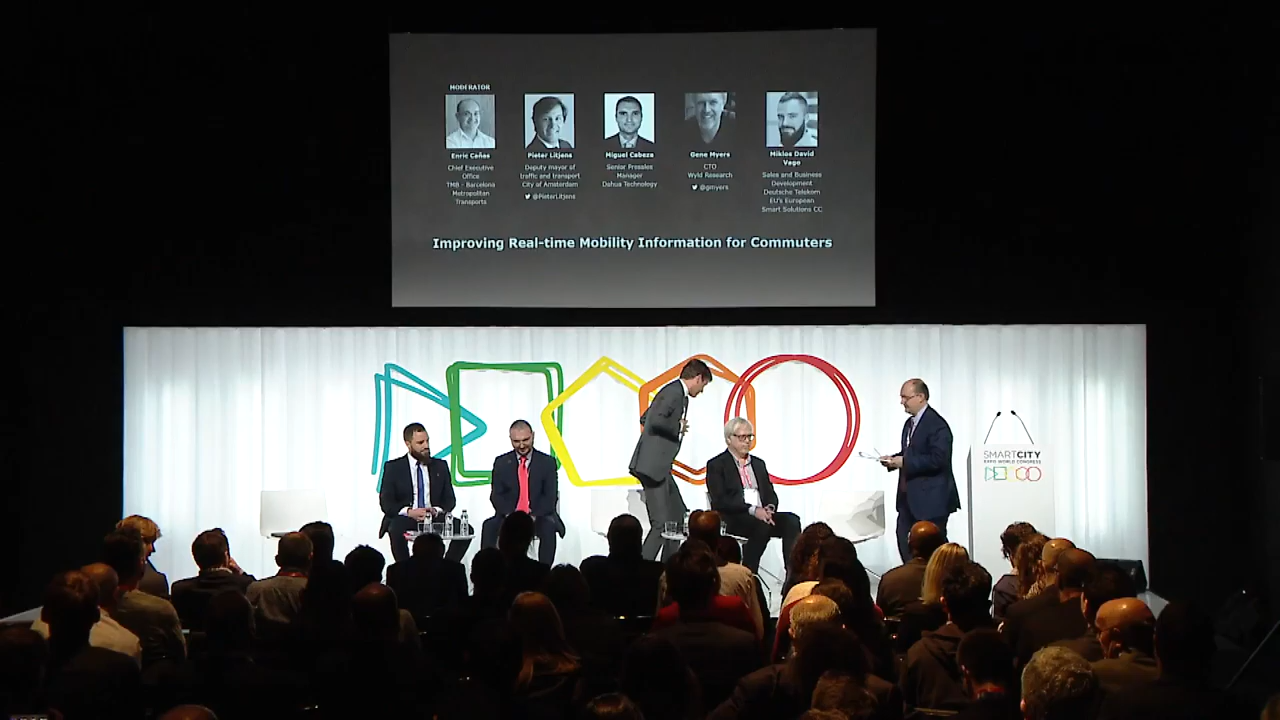 MODERATOR
Enric Cañas
Chief Executive
Office
TMB - Barcelona
Metropolitan
Transports
Pieter Litjens
Deputy mayor of
traffic and transport
City of Amsterdam
@PieterLitjens
Miguel Cabeza
Senior Presales
Manager
Dahua Technology
Gene Myers
CTO
Wyld Research
@gmyers
Miklos David
Vago
Sales and Business
Development
Deutsche Telekom
EU's European
Smart Solutions CC
Improving Real-time Mobility Information for Commuters
SMARTCITY
EXPO WORLD CONGRESS